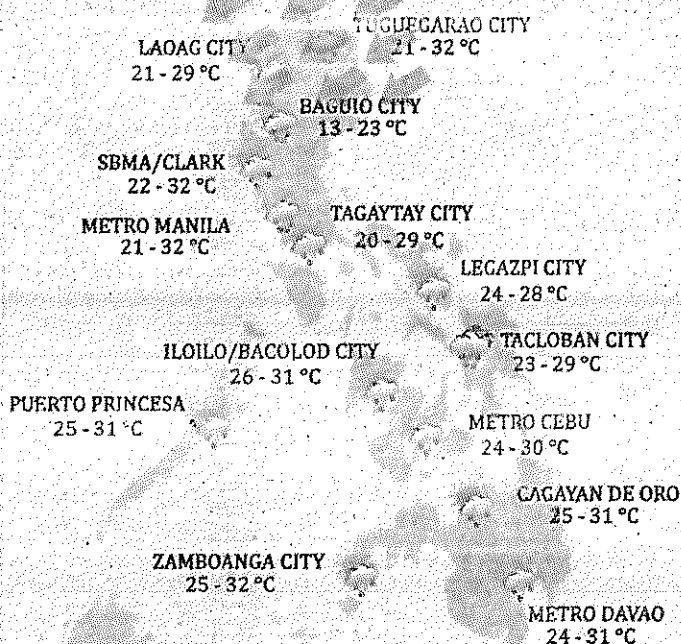 TUGUEGARAO CITY
21 - 32 °C
LAOAG CITY
21 - 29 °C
BAGUIO CITY
13 - 23 °C
SBMA/CLARK
22 - 32 °C
METRO MANILA
21 - 32 °C
TAGAYTAY CITY
20 - 29 °C
LEGAZPI CITY
24 - 28 °C
TACLOBAN CITY
23 - 29 °C
ILOILO/BACOLOD CITY
26 - 31 °C
PUERTO PRINCESA
25 - 31 °C
METRO CEBU
24 - 30 °C
CAGAYAN DE ORO
25 - 31 °C
ZAMBOANGA CITY
25 - 32 °C
METRO DAVAO
24 - 31 °C